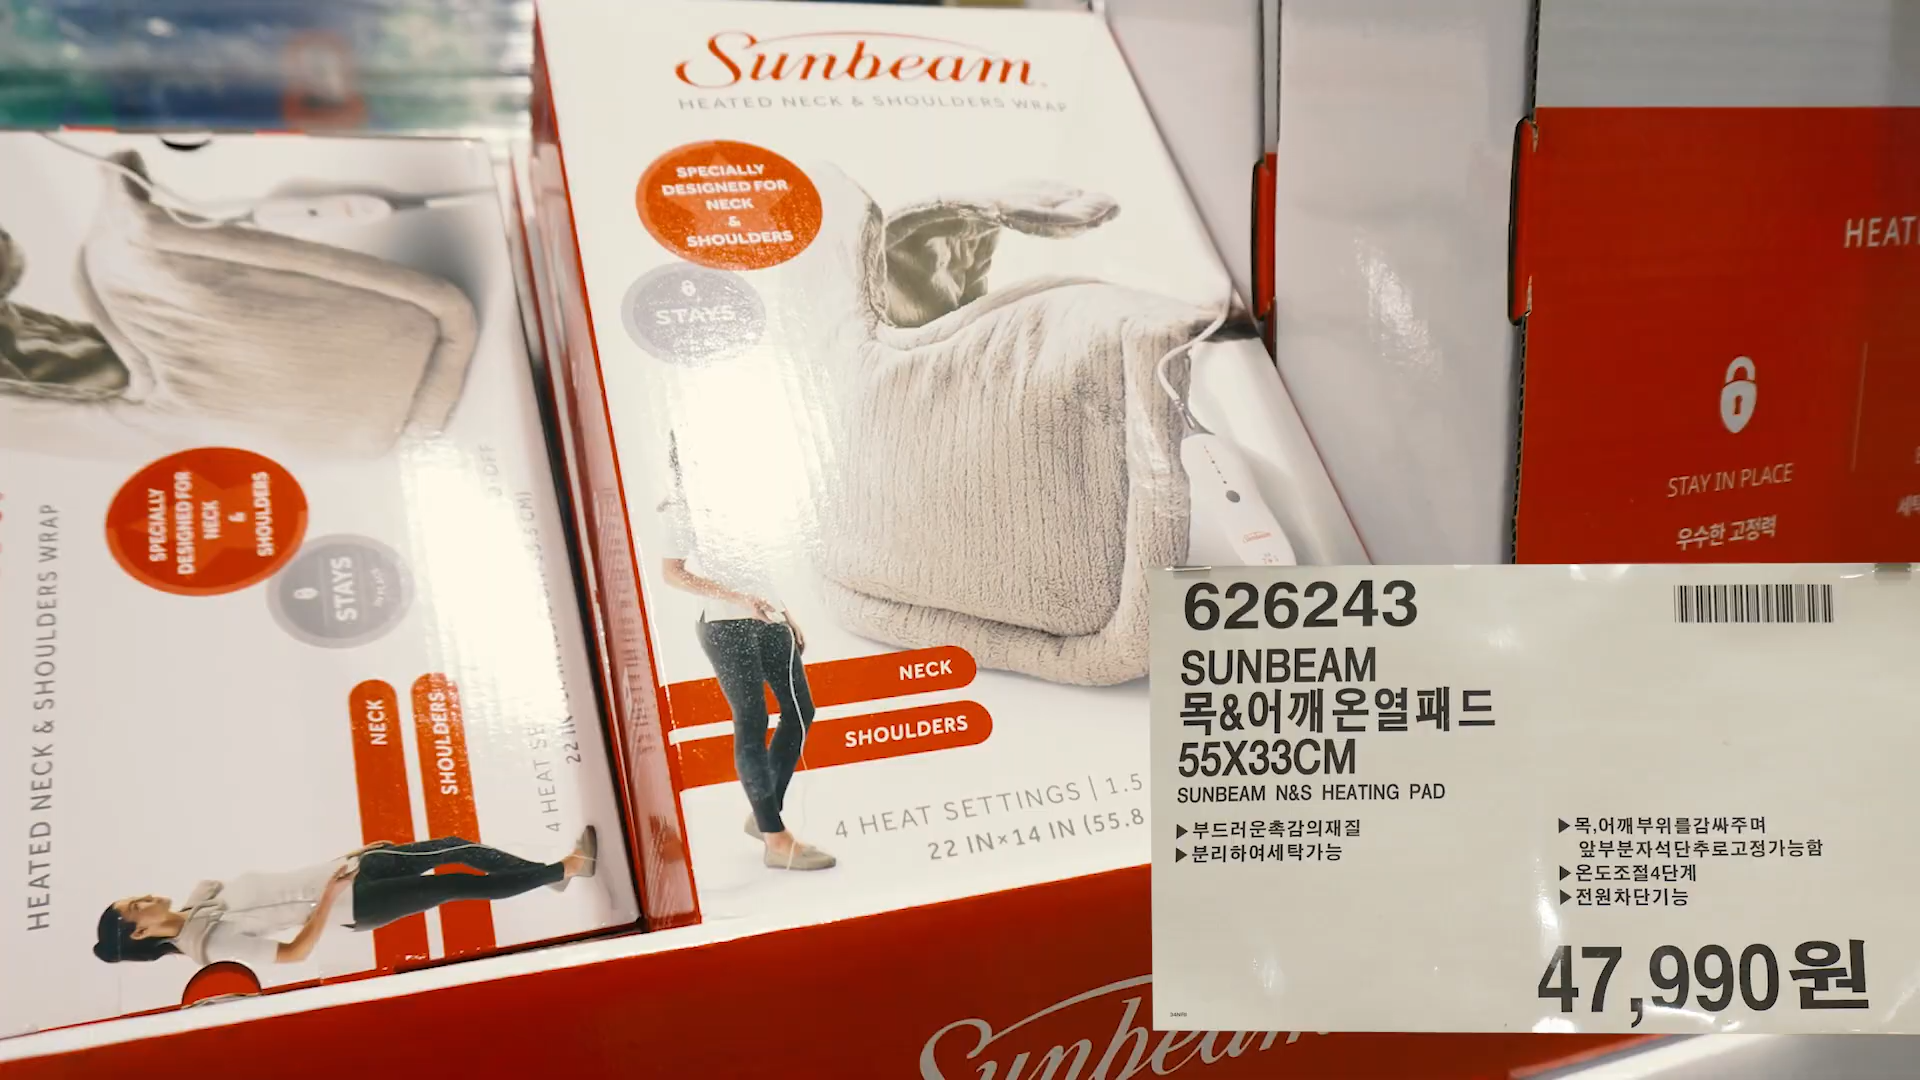 Sunbeam
HEATED NECK & SHOULDERS WRAP
SPECIALLY
DESIGNED FOR
NECK
&
SHOULDERS
STAYS
NECK
SHOULDERS
4 HEAT SETTINGS | 1.5
22 IN×14 IN (55.8
HEATED NECK & SHOULDERS WRAP
SPECIALLY
DESIGNED FOR
NECK
&
SHOULDERS
STAYS
NECK
SHOULDERS
4 HEAT
22 IN
HEAT
STAY IN PLACE
우수한 고정력
Sunbeam
626243
SUNBEAM
목&어깨온열패드
55X33CM
SUNBEAM N&S HEATING PAD
▶부드러운촉감의재질
▶분리하여세탁가능
▶목,어깨부위를감싸주며
앞부분자석단추로고정가능함
▶온도조절4단계
▶전원차단기능
47,990원